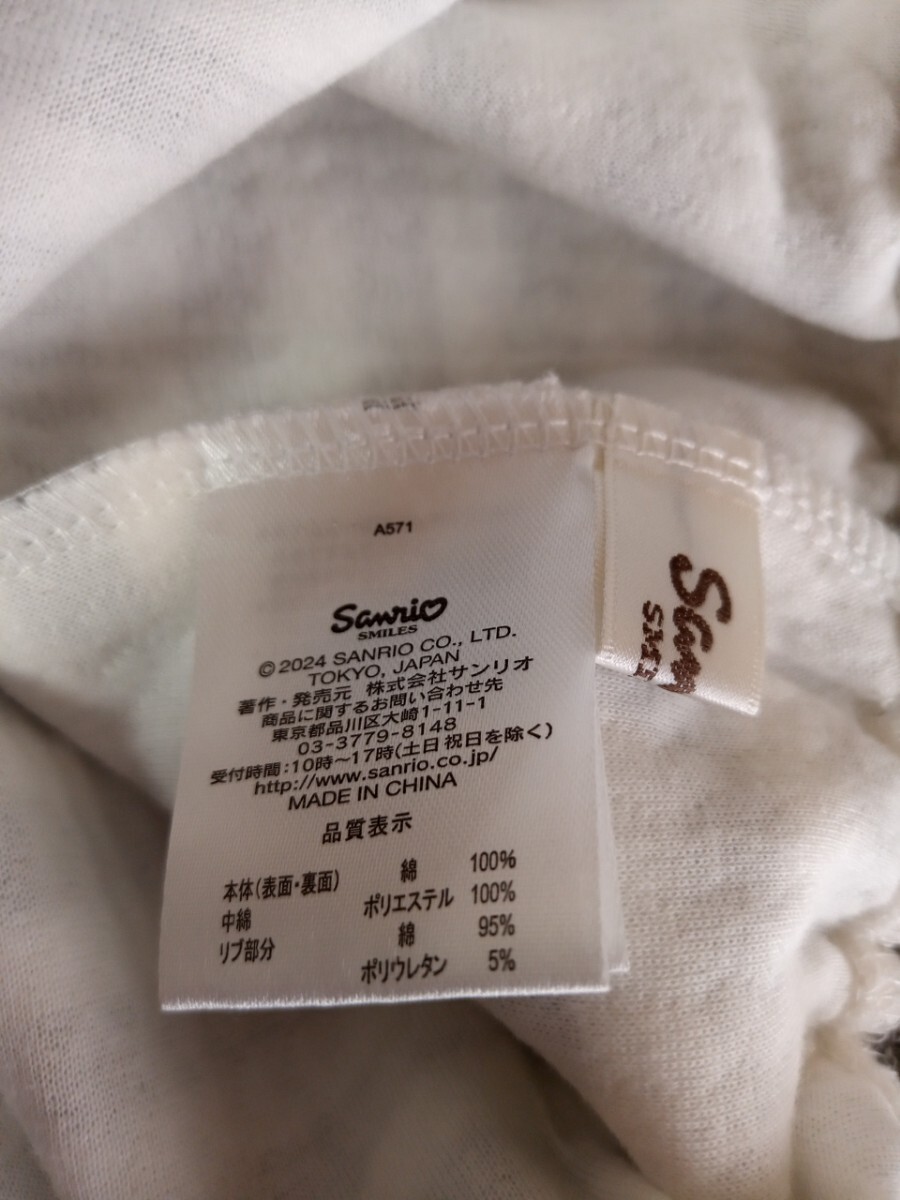 A571
Sanrio
SMILES
© 2024 SANRIO CO., LTD.
TOKYO, JAPAN
著作・発売元 株式会社サンリオ
商品に関するお問い合わせ先
東京都品川区大崎1-11-1
03-3779-8148
受付時間:10時〜17時(土日祝日を除く)
http://www.sanrio.co.jp/
MADE IN CHINA
品質表示
本体(表面・裏面) 綿 100%
中綿 ポリエステル 100%
リブ部分 綿 95%
ポリウレタン 5%